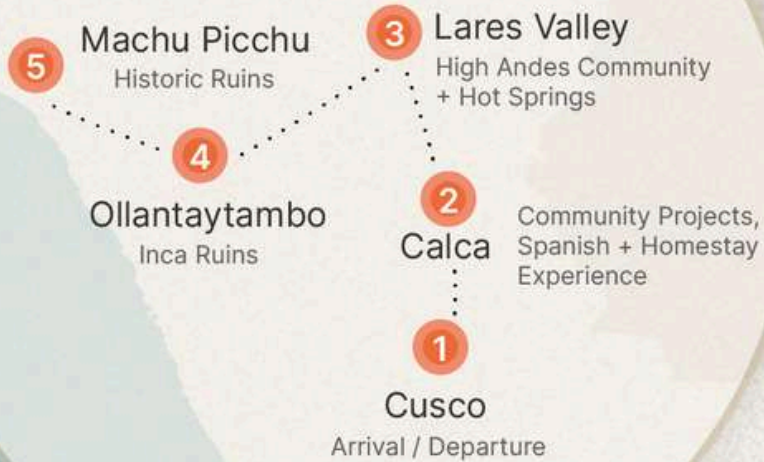 5
Machu Picchu
Historic Ruins
3
Lares Valley
High Andes Community
+ Hot Springs
4
Ollantaytambo
Inca Ruins
2
Calca
Community Projects,
Spanish + Homestay
Experience
1
Cusco
Arrival / Departure